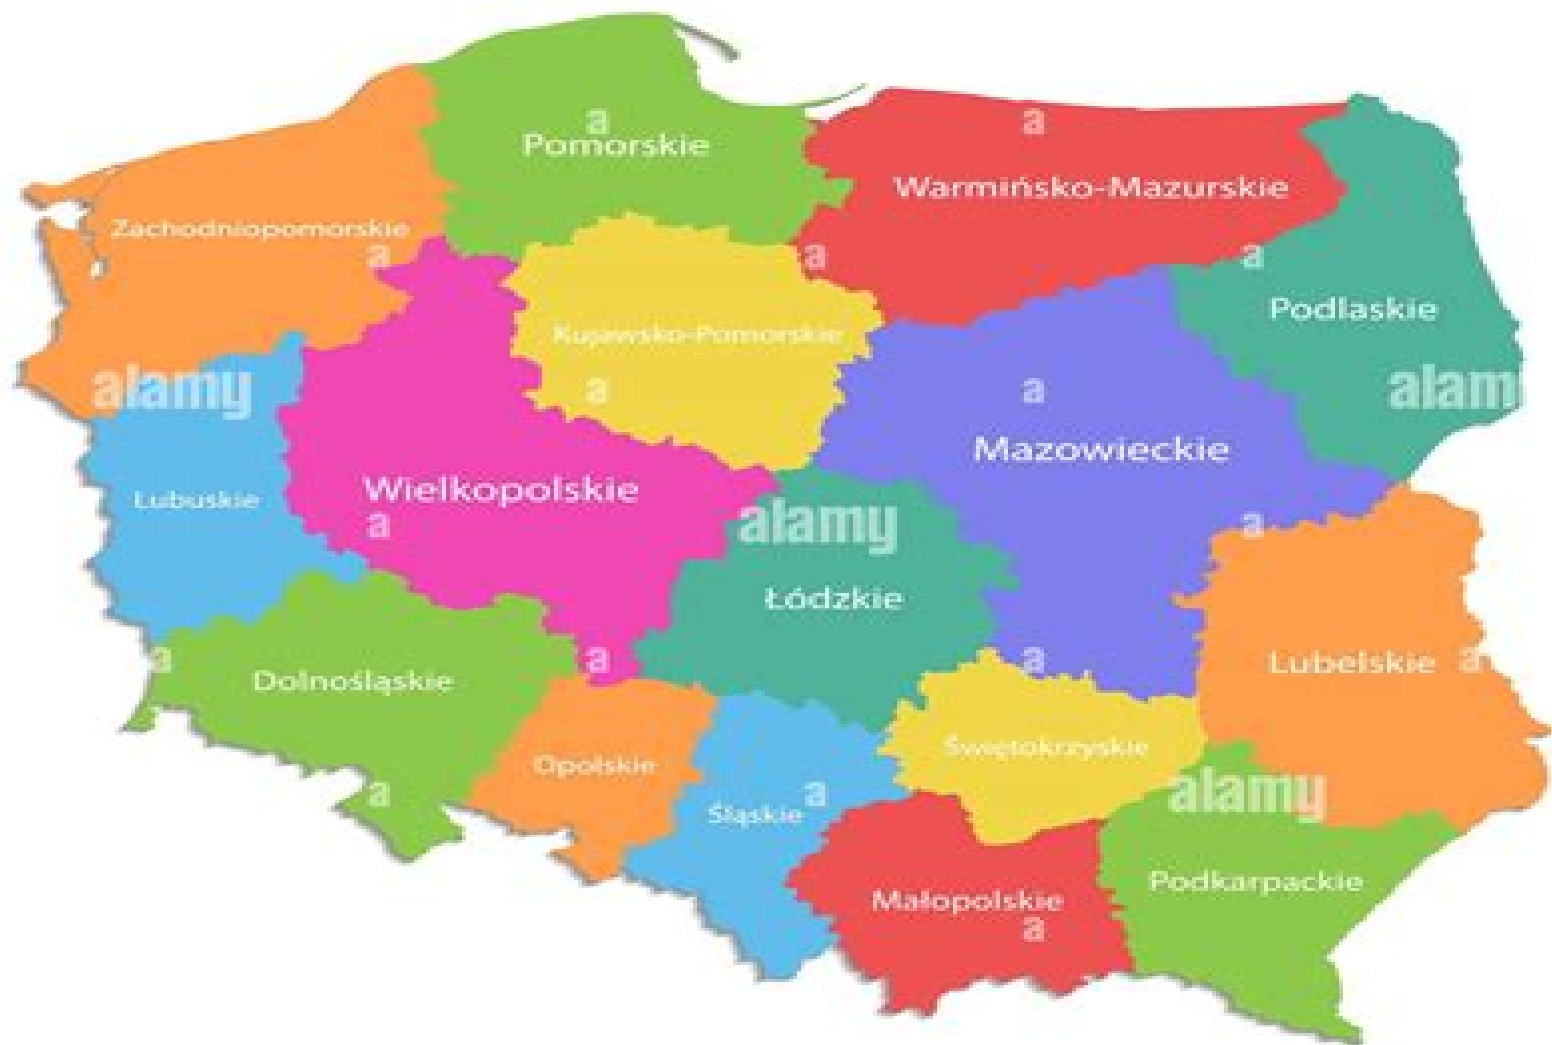 a
Pomorskie
a
Warmińsko-Mazurskie
Zachodniopomorskie
a
a
a
Podlaskie
Kujawsko-Pomorskie
alamy
a
a
alam
Mazowieckie
Wielkopolskie
Lubuskie
a
alamy
a
Łódzkie
a
a
a
Lubelskie
a
Dolnośląskie
Świętokrzyskie
Opolskie
a
a
alamy
Śląskie
Podkarpackie
Małopolskie
a